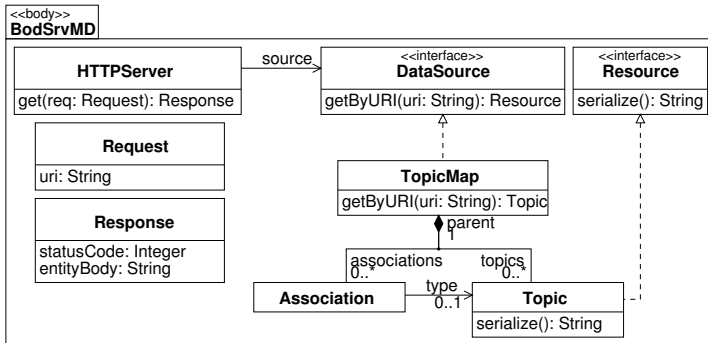 <<body>>
BodSrvMD
HTTPServer
get(req: Request): Response
source
<<interface>>
DataSource
getByURI(uri: String): Resource
<<interface>>
Resource
serialize(): String
Request
uri: String
TopicMap
getByURI(uri: String): Topic
parent
1
Response
statusCode: Integer
entityBody: String
associations
0..*
topics
0..*
Association
type
0..1
Topic
serialize(): String